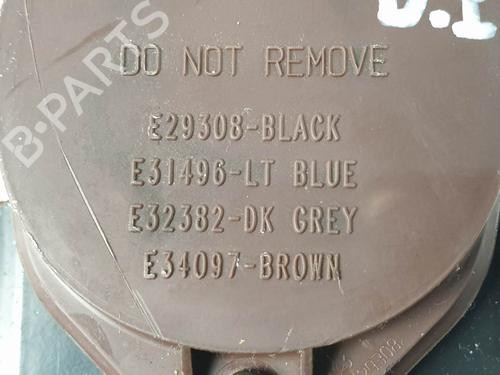 DO NOT REMOVE
E29308-BLACK
E31496-LT BLUE
E32382-DK GREY
E34097-BROWN
B-PARTS